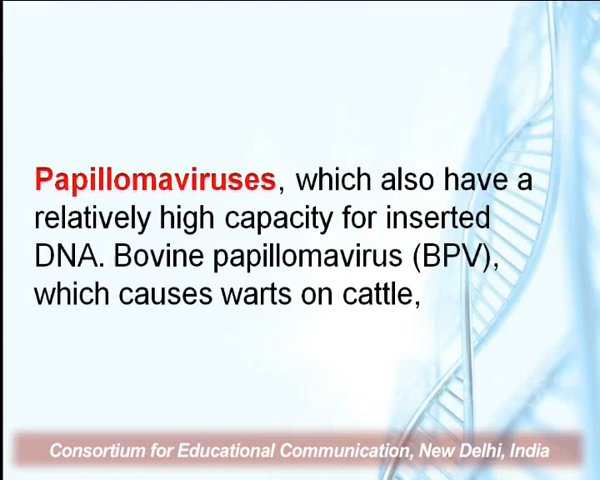 Papillomaviruses, which also have a
relatively high capacity for inserted
DNA. Bovine papillomavirus (BPV),
which causes warts on cattle,
Consortium for Educational Communication, New Delhi, India